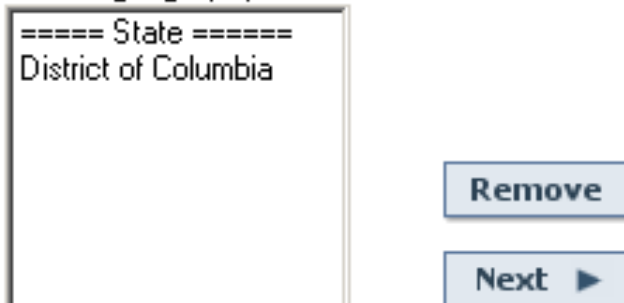 ===== State ======
District of Columbia
Remove
Next ►